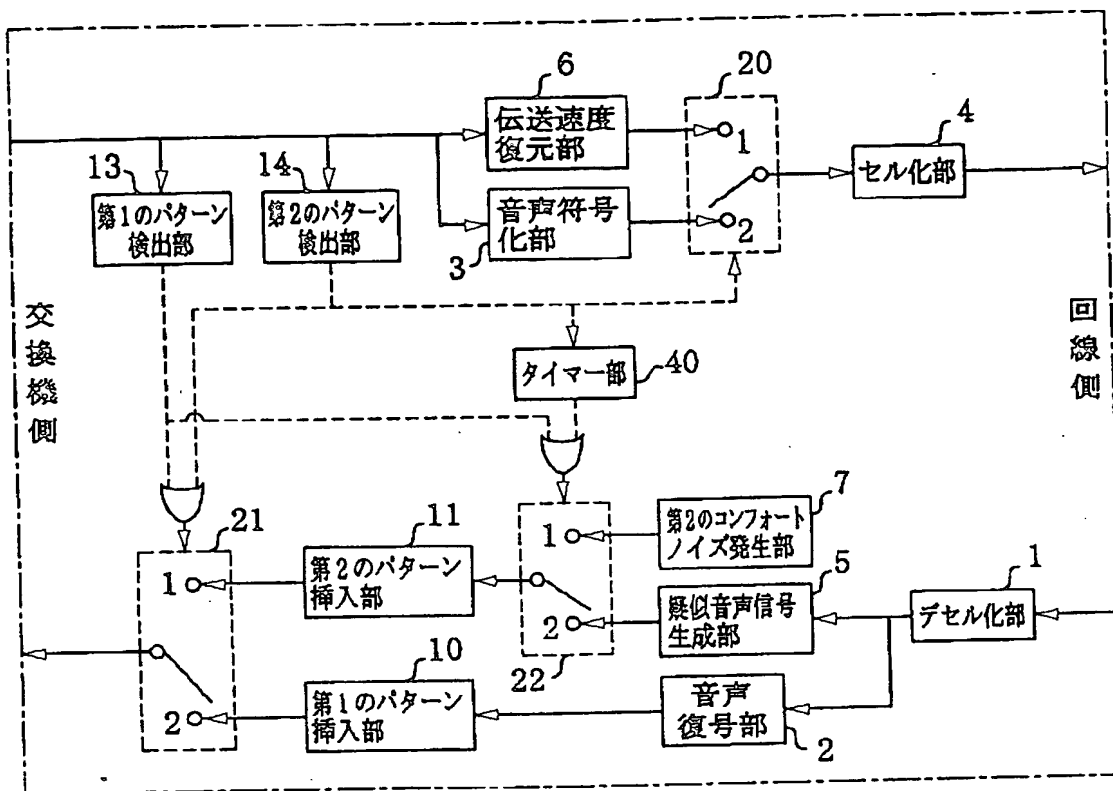 6
伝送速度
復元部
20
1
2
4
セル化部
13
第1のパターン
検出部
14
第2のパターン
検出部
音声符号
化部
3
交換機側
回線側
タイマー部
40
21
1
2
11
第2のパターン
挿入部
10
第1のパターン
挿入部
1
2
22
7
第2のコンフォート
ノイズ発生部
5
疑似音声信号
生成部
1
デセル化部
音声
復号部
2